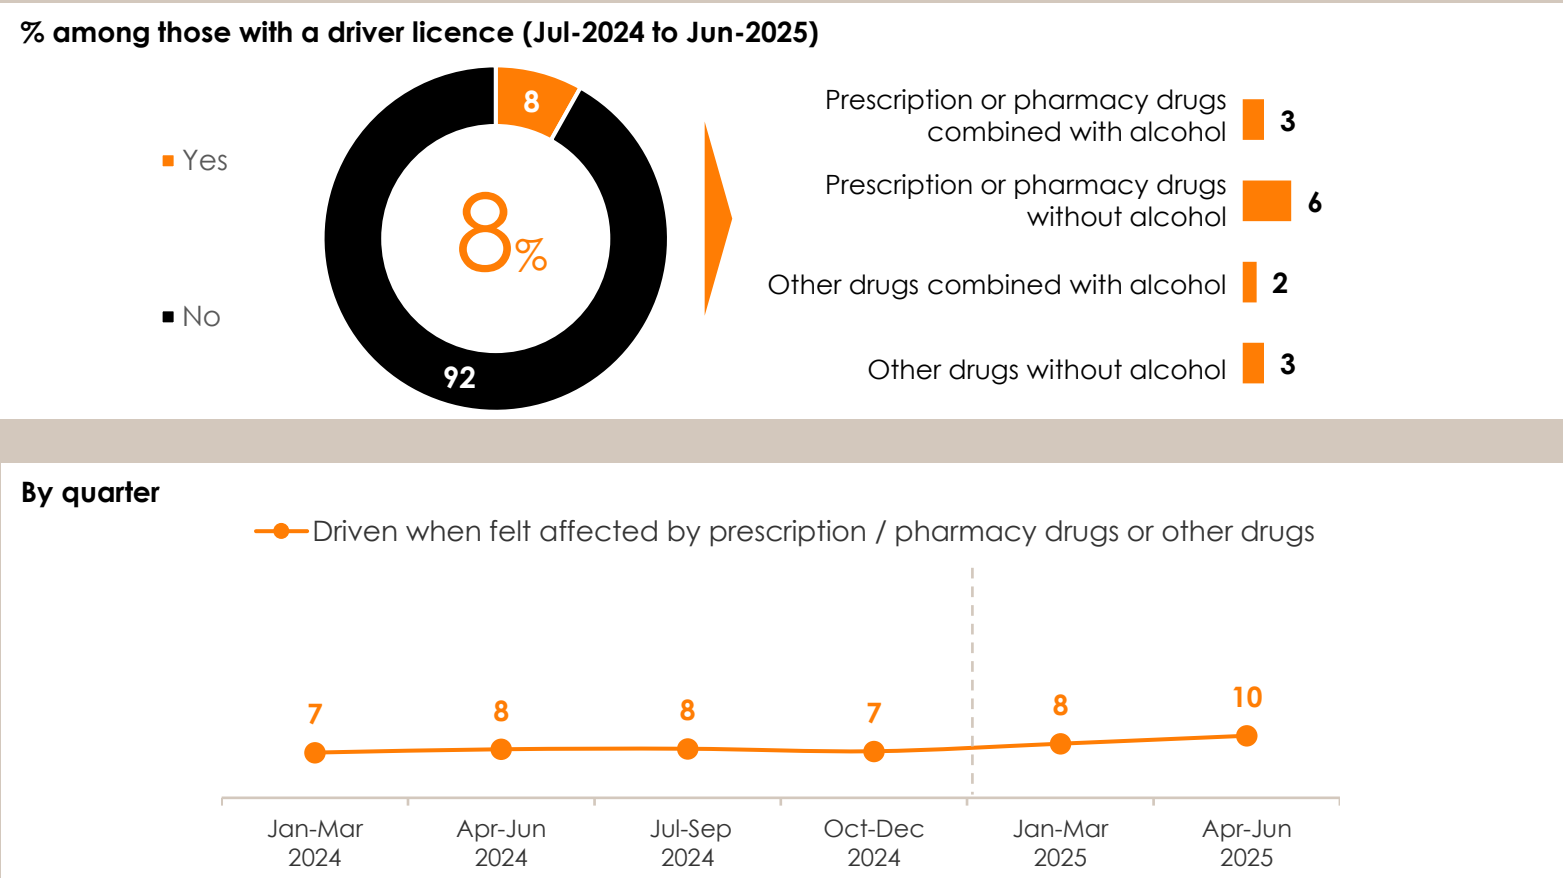 % among those with a driver licence (Jul-2024 to Jun-2025)
Yes
No
8
8%
92
Prescription or pharmacy drugs
combined with alcohol
3
Prescription or pharmacy drugs
without alcohol
6
Other drugs combined with alcohol
2
Other drugs without alcohol
3
By quarter
Driven when felt affected by prescription / pharmacy drugs or other drugs
7
8
8
7
8
10
Jan-Mar
2024
Apr-Jun
2024
Jul-Sep
2024
Oct-Dec
2024
Jan-Mar
2025
Apr-Jun
2025